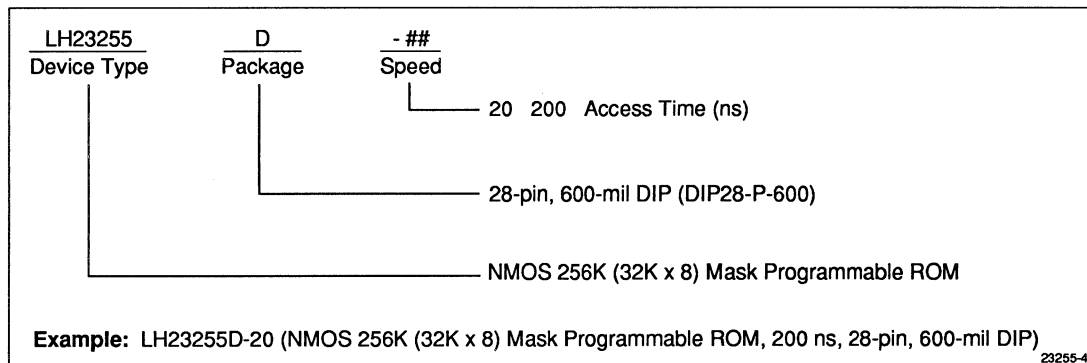 LH23255 D - ##
Device Type Package Speed
20 200 Access Time (ns)
28-pin, 600-mil DIP (DIP28-P-600)
NMOS 256K (32K x 8) Mask Programmable ROM
Example: LH23255D-20 (NMOS 256K (32K x 8) Mask Programmable ROM, 200 ns, 28-pin, 600-mil DIP)
23255-4